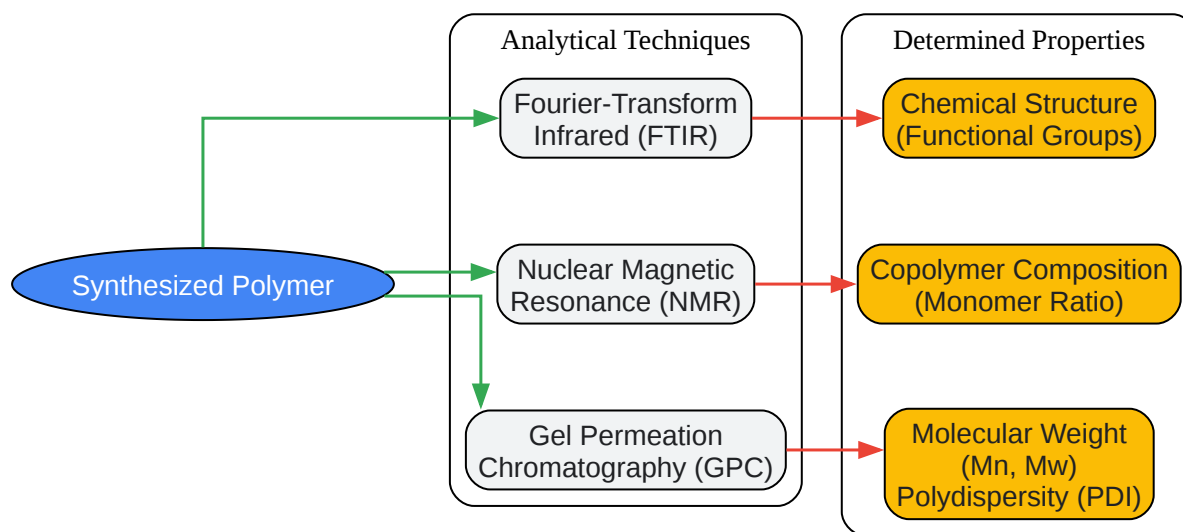 Analytical Techniques
Determined Properties
Fourier-Transform
Infrared (FTIR)
Chemical Structure
(Functional Groups)
Synthesized Polymer
Nuclear Magnetic
Resonance (NMR)
Copolymer Composition
(Monomer Ratio)
Gel Permeation
Chromatography (GPC)
Molecular Weight
(Mn, Mw)
Polydispersity (PDI)